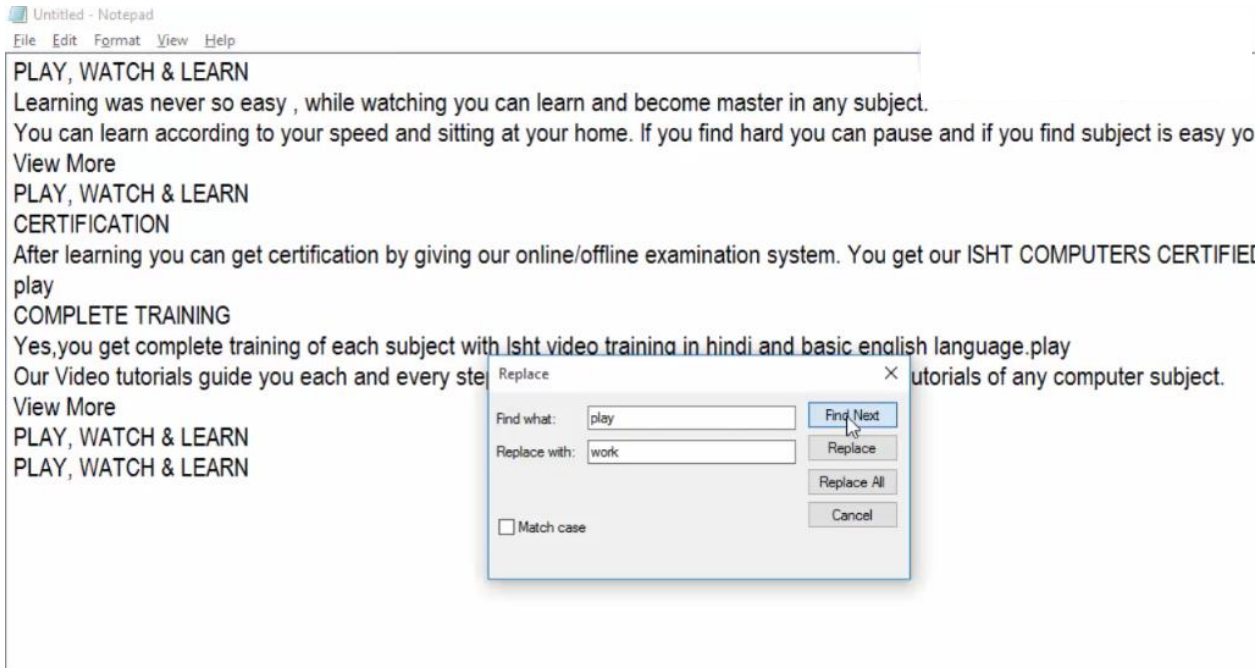 Untitled - Notepad
File Edit Format View Help
PLAY, WATCH & LEARN
Learning was never so easy , while watching you can learn and become master in any subject.
You can learn according to your speed and sitting at your home. If you find hard you can pause and if you find subject is easy yo
View More
PLAY, WATCH & LEARN
CERTIFICATION
After learning you can get certification by giving our online/offline examination system. You get our ISHT COMPUTERS CERTIFIED
play
COMPLETE TRAINING
Yes,you get complete training of each subject with Isht video training in hindi and basic english language.play
Our Video tutorials guide you each and every ste utorials of any computer subject.
View More
PLAY, WATCH & LEARN
PLAY, WATCH & LEARN
Replace
Find what: play Find Next
Replace with: work Replace
Replace All
Cancel
Match case